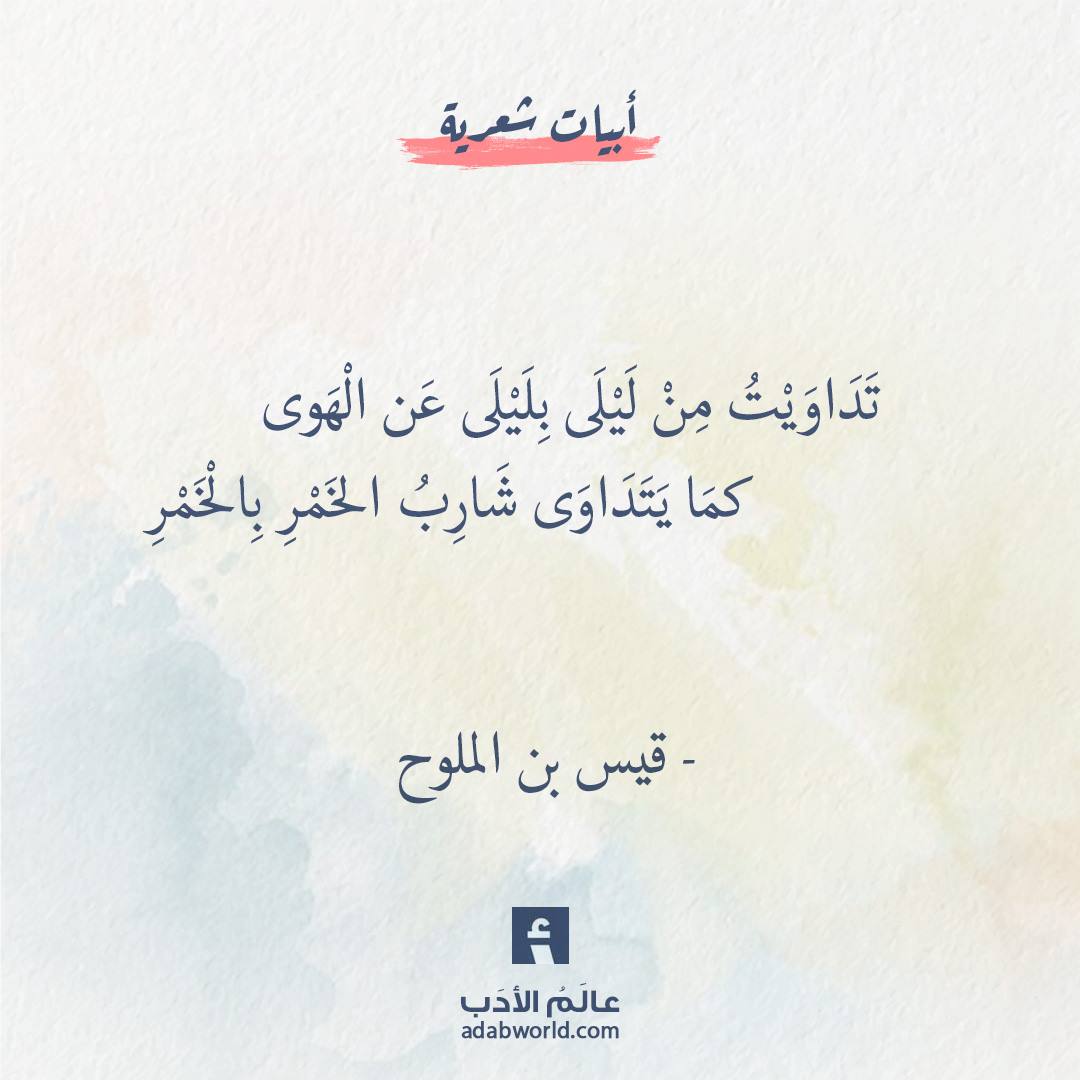 أبيات شعرية
تَدَاوَيْتُ مِنْ لَيْلَى بِلَيْلَى عَن الْهَوى
كمَا يَتَدَاوَى شَارِبُ الخَمْرِ بِالْخَمْرِ
- قيس بن الملوح
أ
عالَمُ الأدَب
adabworld.com